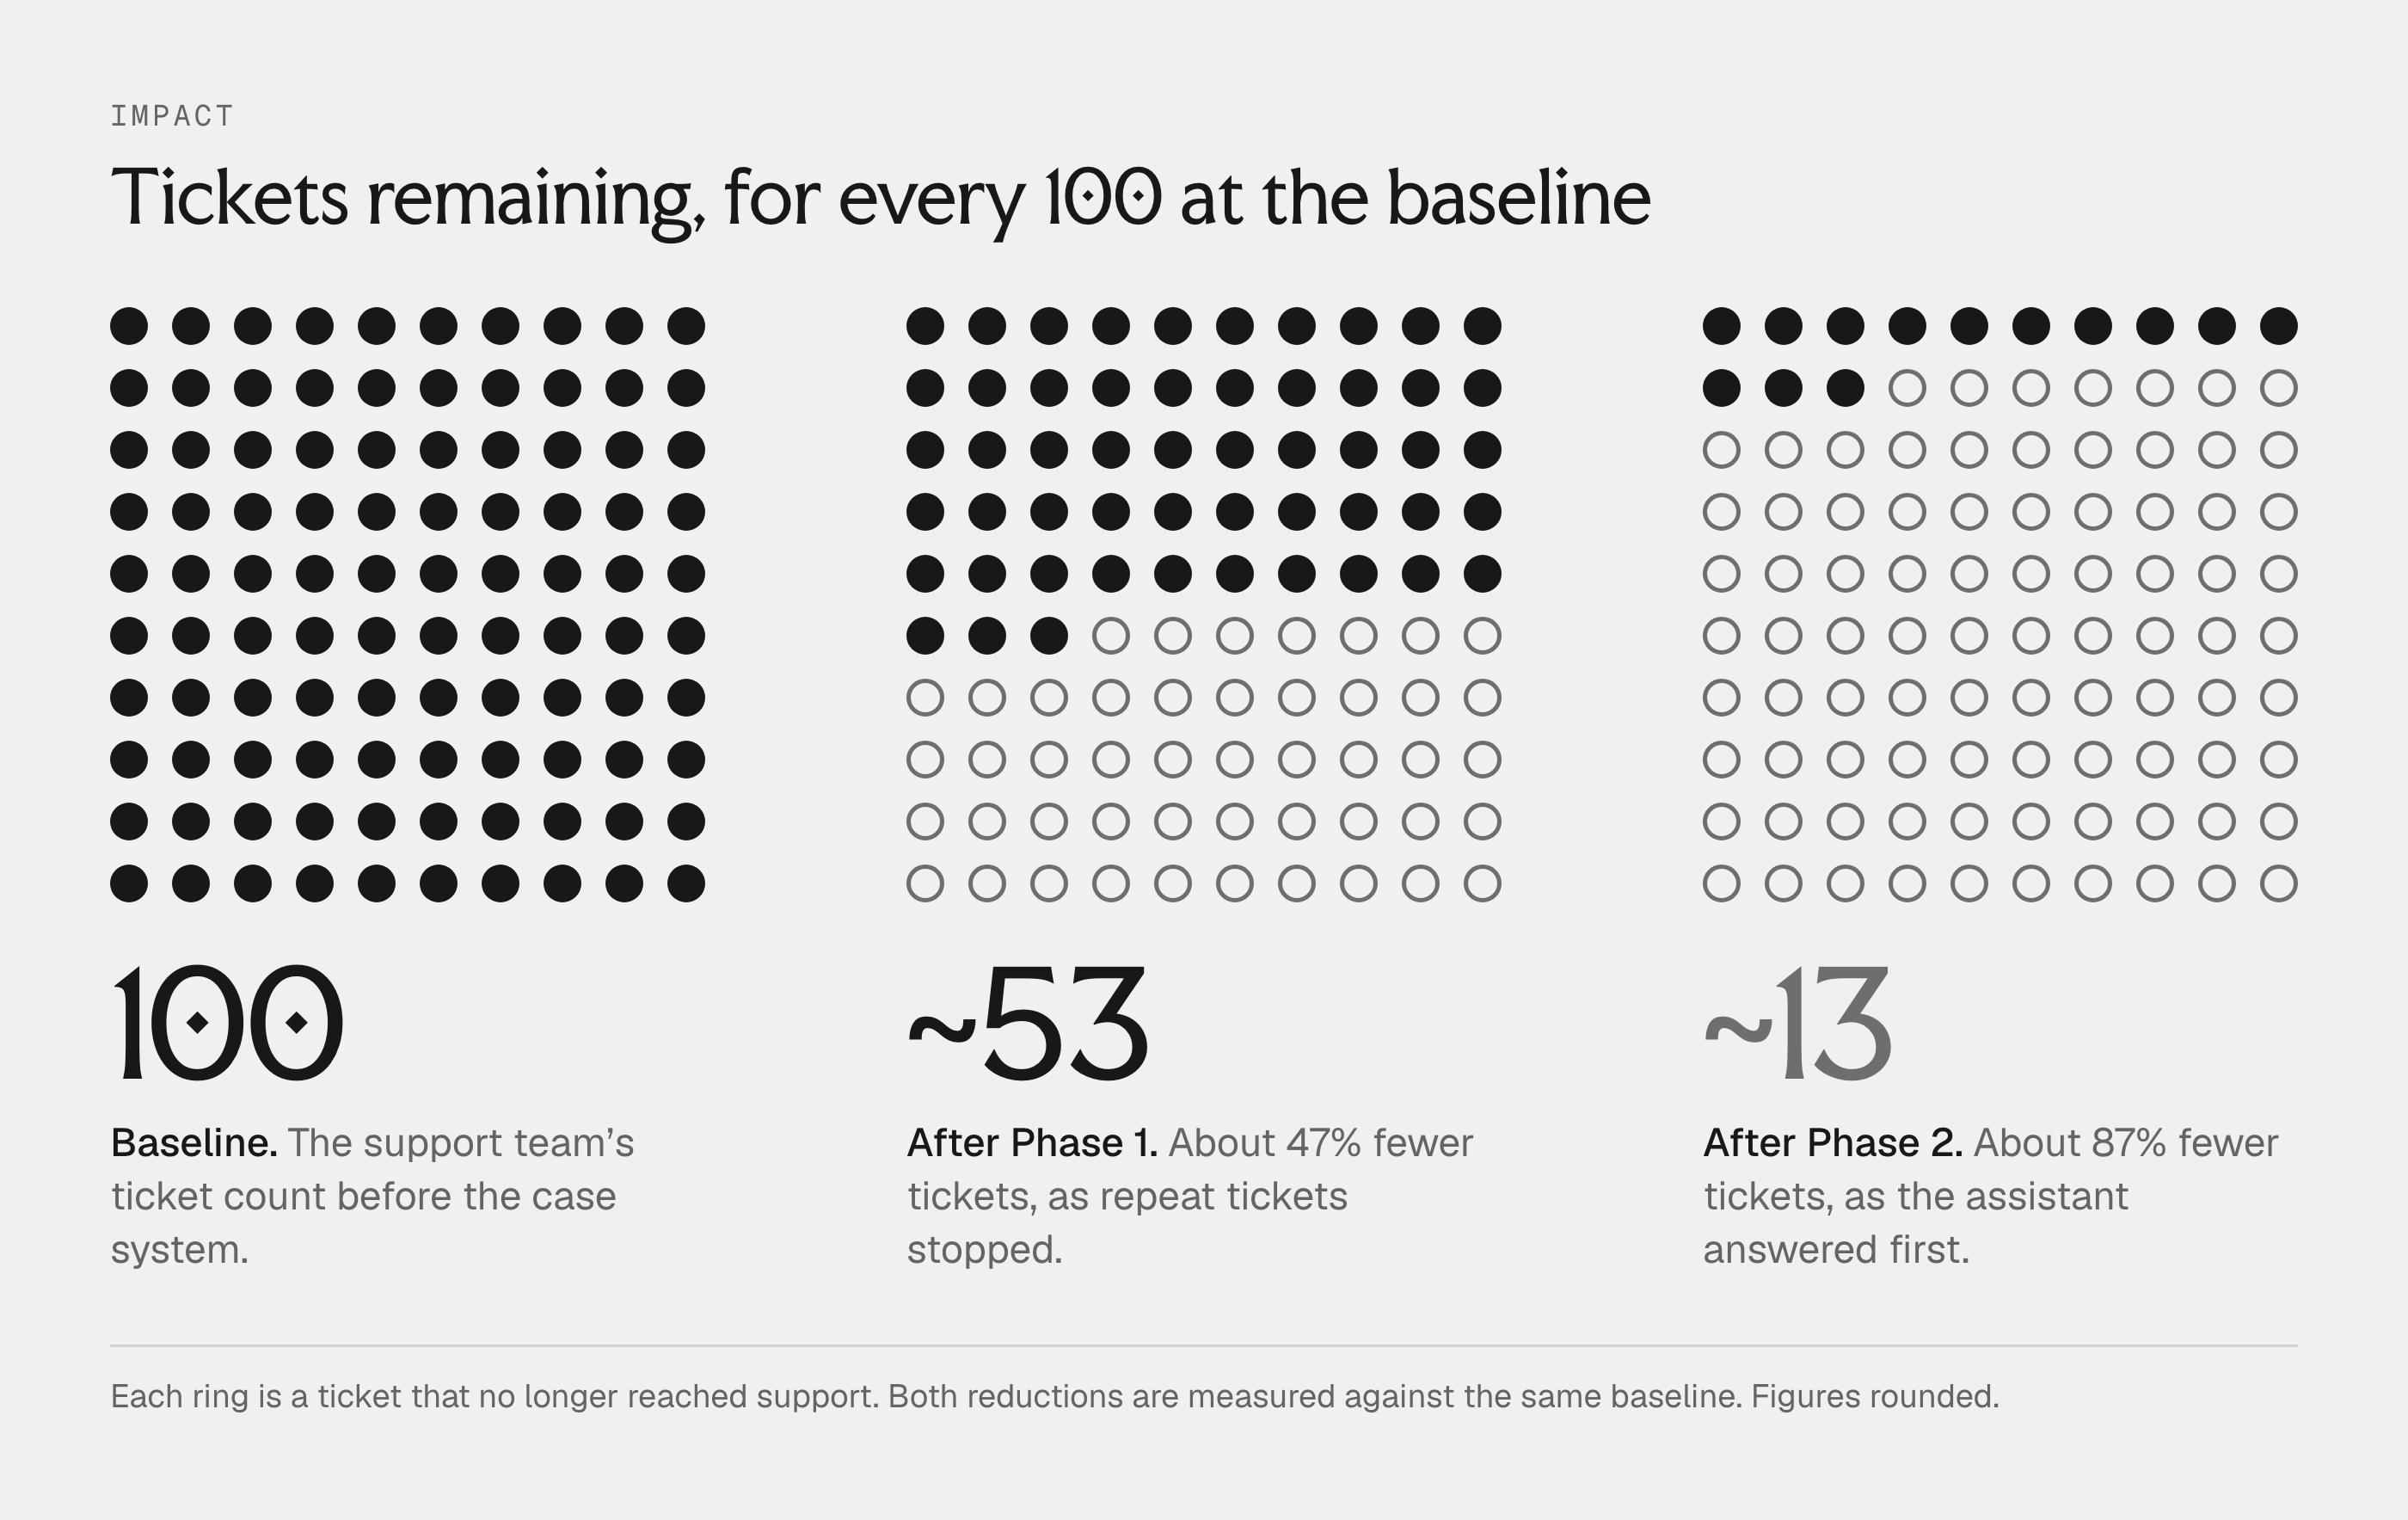 IMPACT
Tickets remaining, for every 100 at the baseline
100
Baseline. The support team’s
ticket count before the case
system.
~53
After Phase 1. About 47% fewer
tickets, as repeat tickets
stopped.
~13
After Phase 2. About 87% fewer
tickets, as the assistant
answered first.
Each ring is a ticket that no longer reached support. Both reductions are measured against the same baseline. Figures rounded.